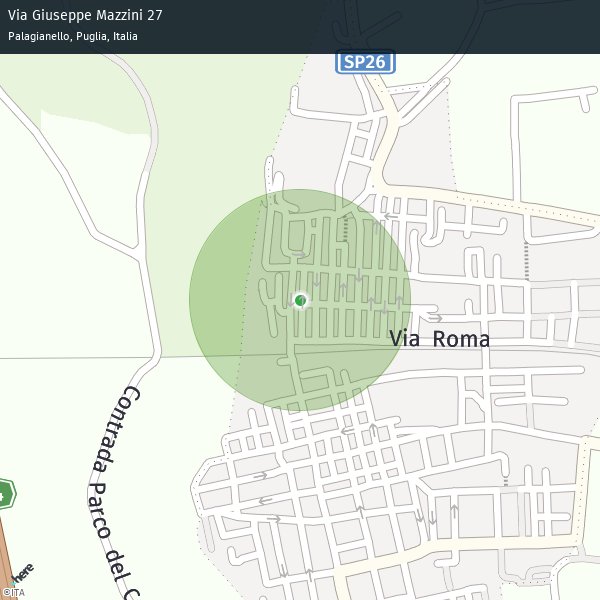 Via Giuseppe Mazzini 27
Palagianello, Puglia, Italia
SP26
Via Roma
Contrada Parco del
4
here
©ITA